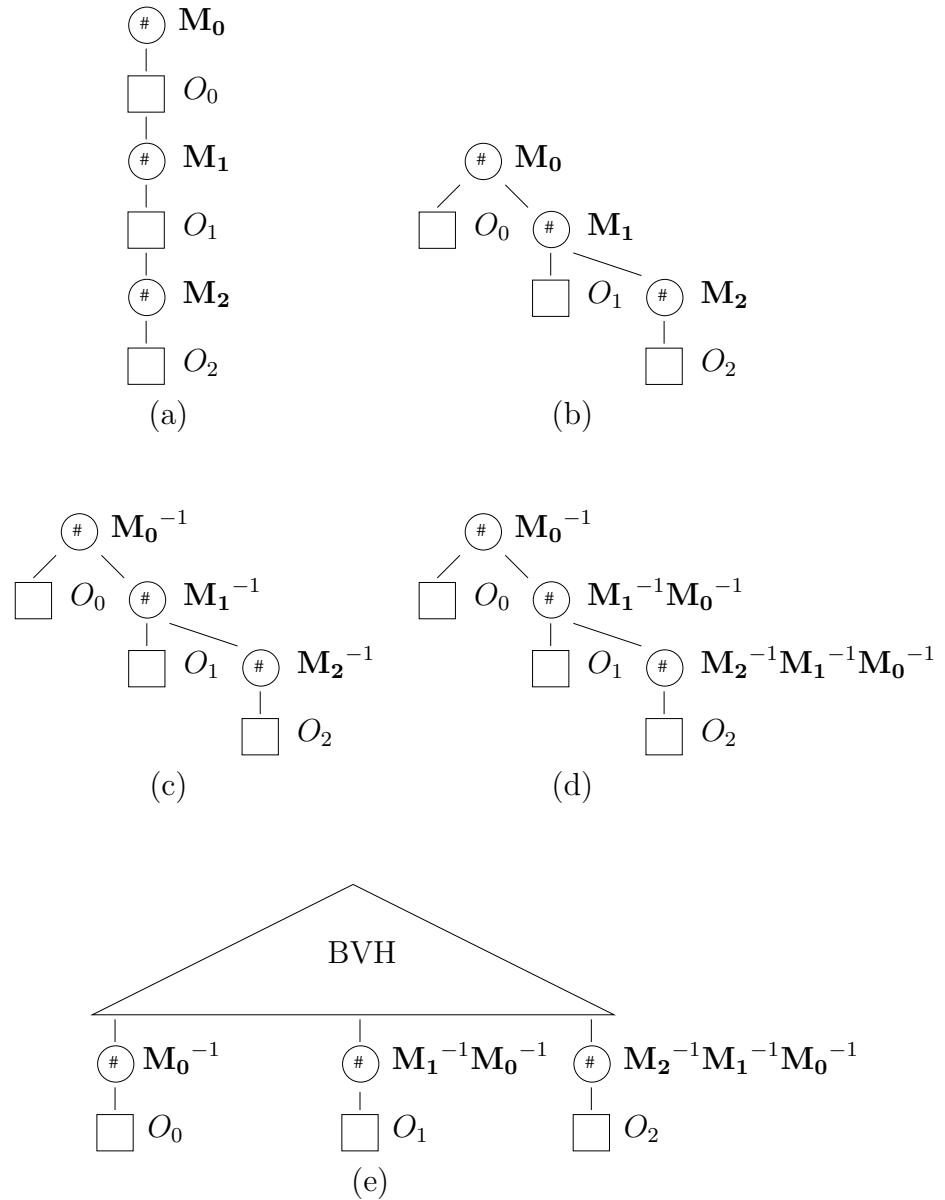 # M₀
O₀
# M₁
O₁
# M₂
O₂
(a)
# M₀
O₀ # M₁
O₁ # M₂
O₂
(b)
# M₀⁻¹
O₀ # M₁⁻¹
O₁ # M₂⁻¹
O₂
(c)
# M₀⁻¹
O₀ # M₁⁻¹M₀⁻¹
O₁ # M₂⁻¹M₁⁻¹M₀⁻¹
O₂
(d)
BVH
# M₀⁻¹ # M₁⁻¹M₀⁻¹ # M₂⁻¹M₁⁻¹M₀⁻¹
O₀ O₁ O₂
(e)